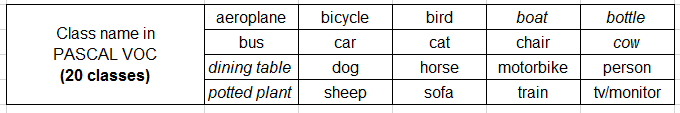 Class name in
PASCAL VOC
(20 classes)
aeroplane bicycle bird boat bottle
bus car cat chair cow
dining table dog horse motorbike person
potted plant sheep sofa train tv/monitor